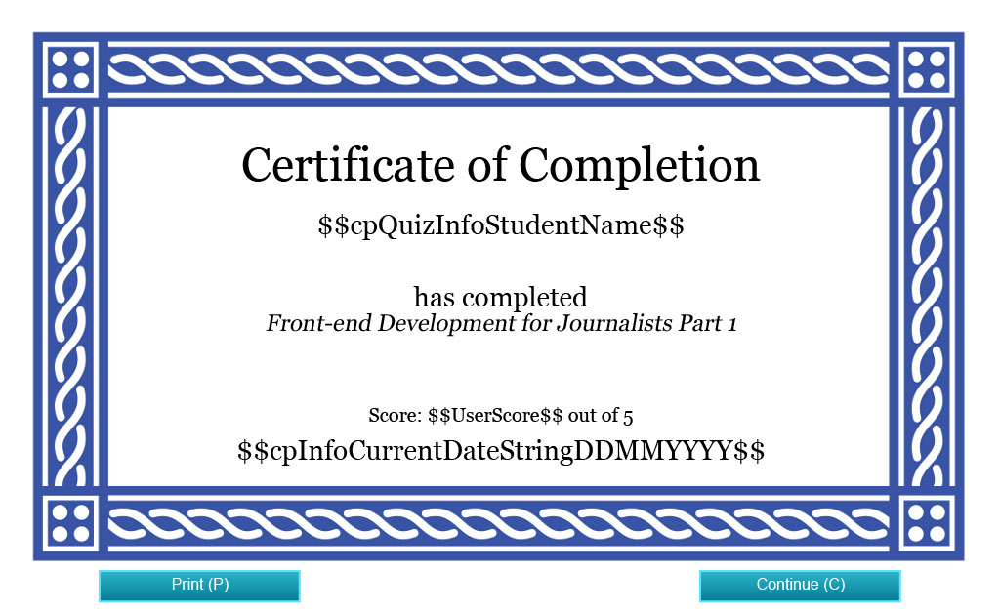 Certificate of Completion
$$cpQuizInfoStudentName$$
has completed
Front-end Development for Journalists Part 1
Score: $$UserScore$$ out of 5
$$cpInfoCurrentDateStringDDMMYYYY$$
Print (P)
Continue (C)